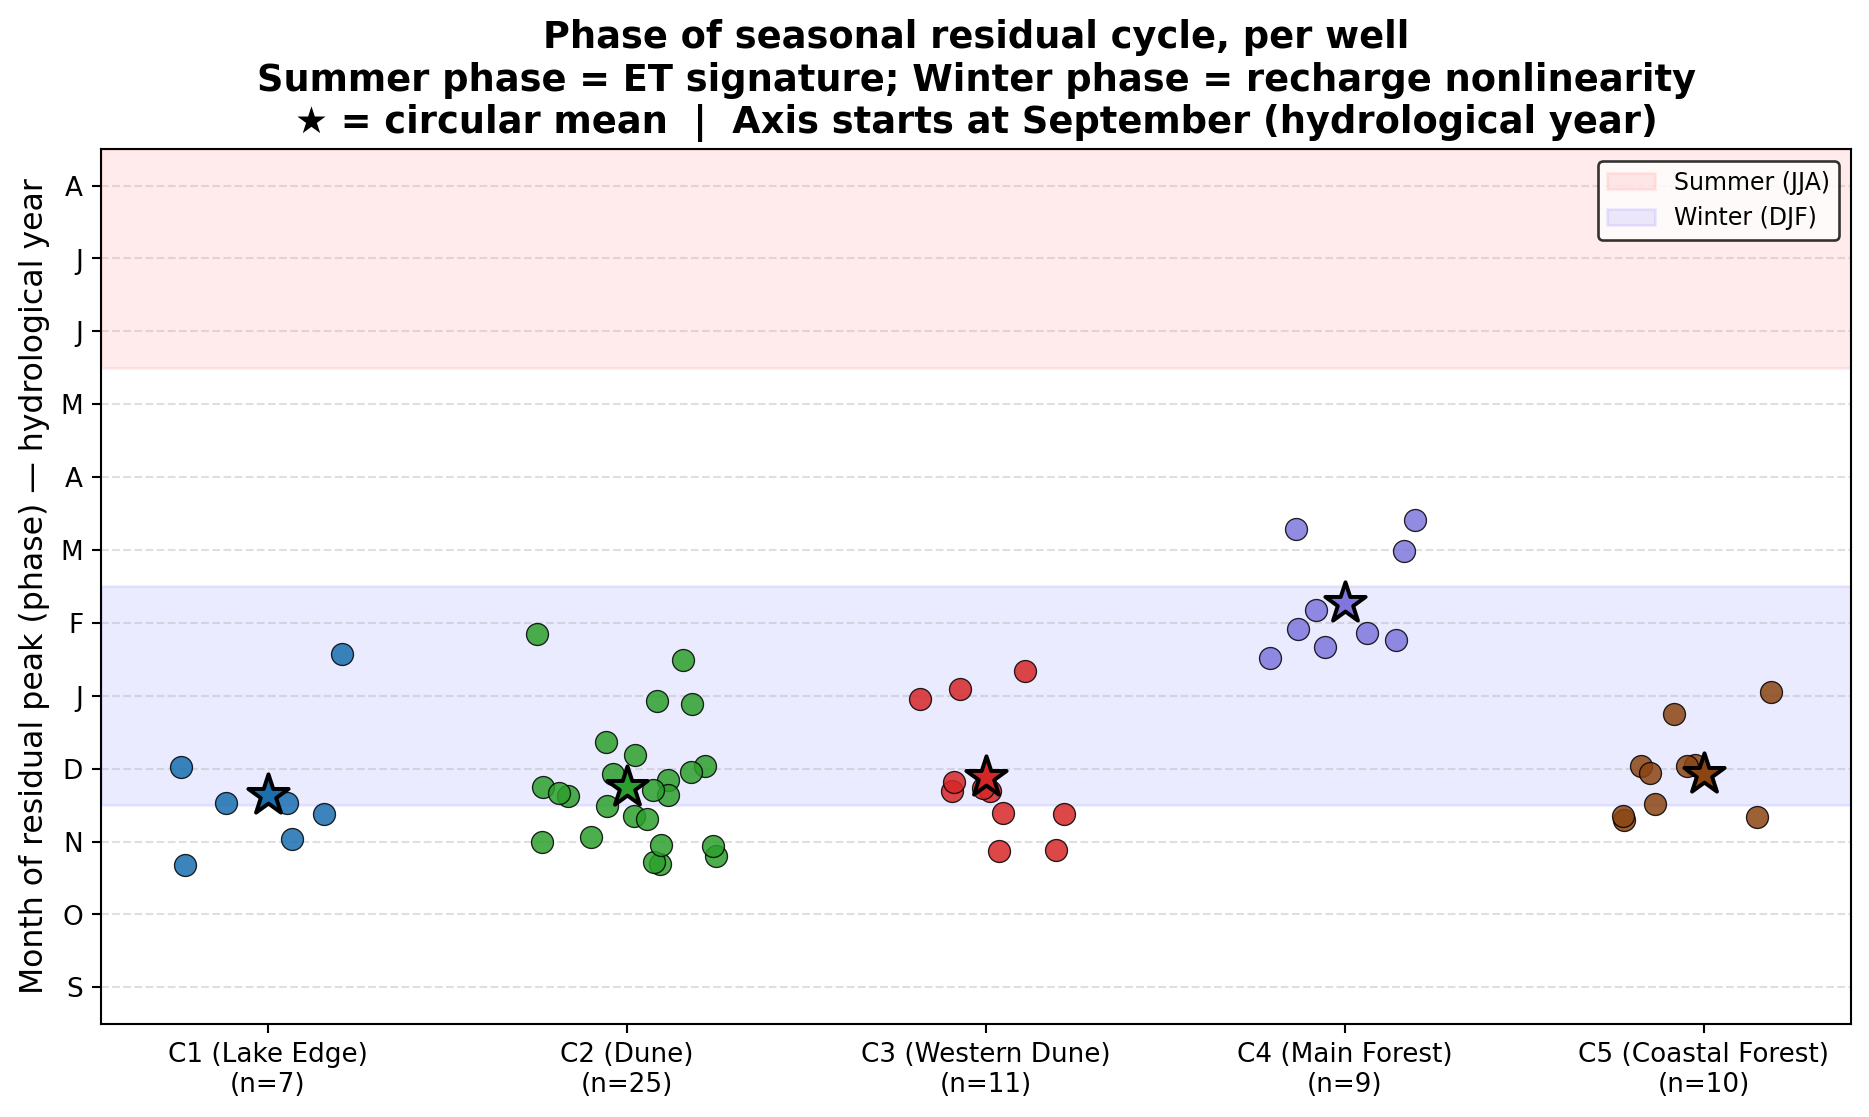 Phase of seasonal residual cycle, per well
Summer phase = ET signature; Winter phase = recharge nonlinearity
★ = circular mean | Axis starts at September (hydrological year)
Month of residual peak (phase) — hydrological year
A
J
J
M
A
M
F
J
D
N
O
S
Summer (JJA)
Winter (DJF)
C1 (Lake Edge)
(n=7)
C2 (Dune)
(n=25)
C3 (Western Dune)
(n=11)
C4 (Main Forest)
(n=9)
C5 (Coastal Forest)
(n=10)